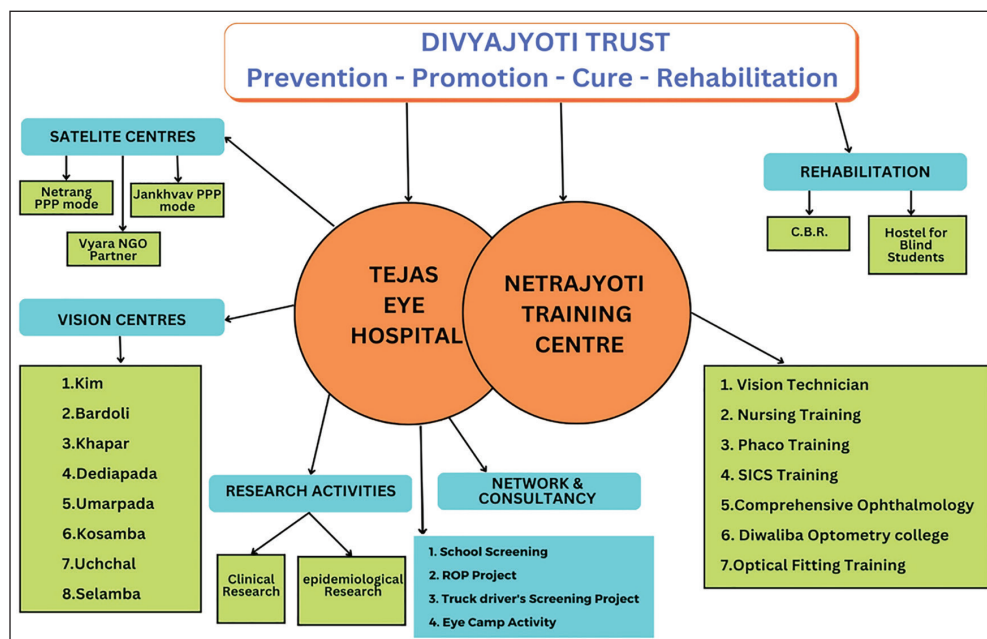 DIVYAJYOTI TRUST
Prevention - Promotion - Cure - Rehabilitation
SATELITE CENTRES
Netrang
PPP mode
Jankhvav PPP
mode
Vyara NGO
Partner
REHABILITATION
C.B.R.
Hostel for
Blind
Students
TEJAS
EYE
HOSPITAL
NETRAJYOTI
TRAINING
CENTRE
VISION CENTRES
1.Kim
2.Bardoli
3.Khapar
4.Dediapada
5.Umarpada
6.Kosamba
7.Uchchal
8.Selamba
RESEARCH ACTIVITIES
Clinical
Research
epidemiological
Research
NETWORK &
CONSULTANCY
1. School Screening
2. ROP Project
3. Truck driver's Screening Project
4. Eye Camp Activity
1. Vision Technician
2. Nursing Training
3. Phaco Training
4. SICS Training
5.Comprehensive Ophthalmology
6. Diwaliba Optometry college
7.Optical Fitting Training